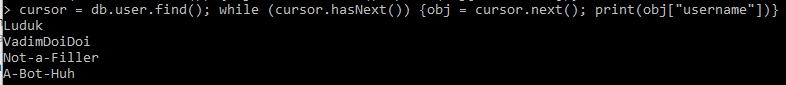 > cursor = db.user.find(); while (cursor.hasNext()) {obj = cursor.next(); print(obj["username"])}
Luduk
VadimDoiDoi
Not-a-Filler
A-Bot-Huh